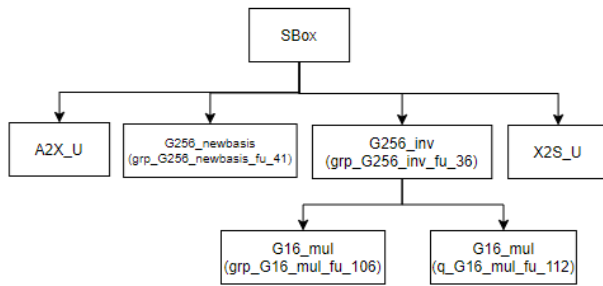 SBox
A2X_U
G256_newbasis
(grp_G256_newbasis_fu_41)
G256_inv
(grp_G256_inv_fu_36)
X2S_U
G16_mul
(grp_G16_mul_fu_106)
G16_mul
(q_G16_mul_fu_112)